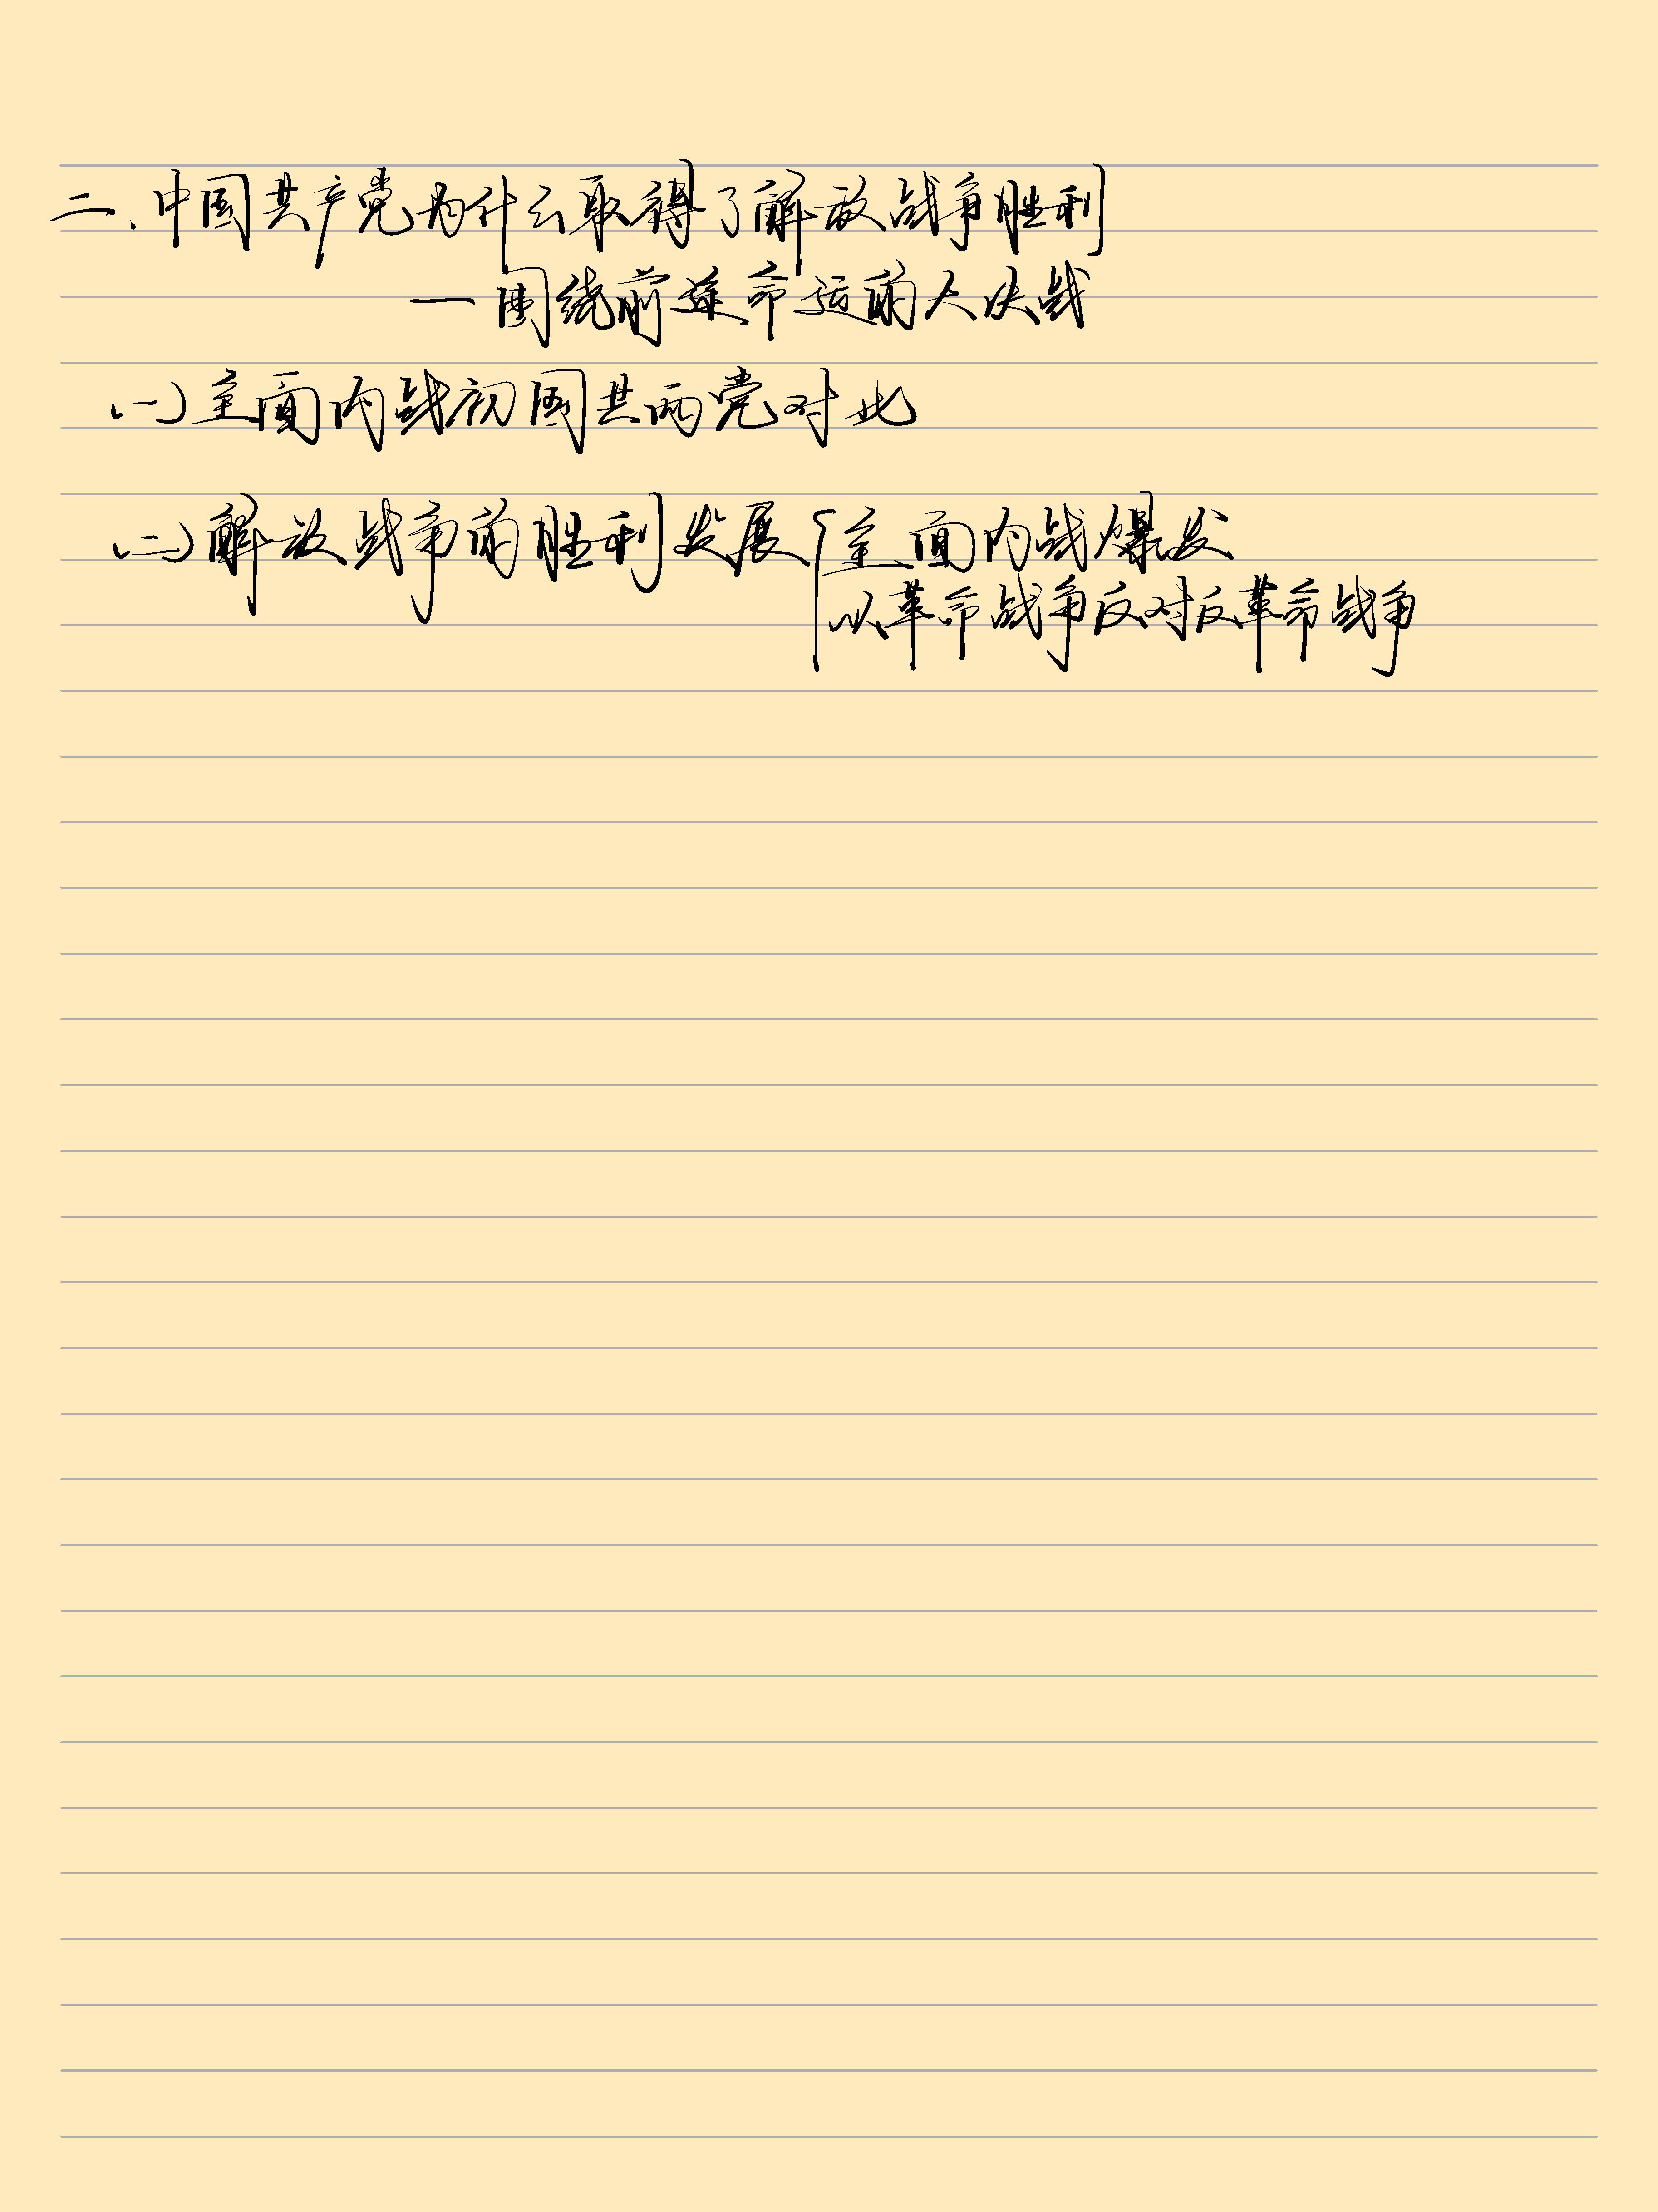 二.中国共产党为什么取得了解放战争胜利
—围绕前途命运的大决战
(一)全面内战初国共两党对比
(二)解放战争的胜利发展{全面内战爆发
以革命战争反对反革命战争